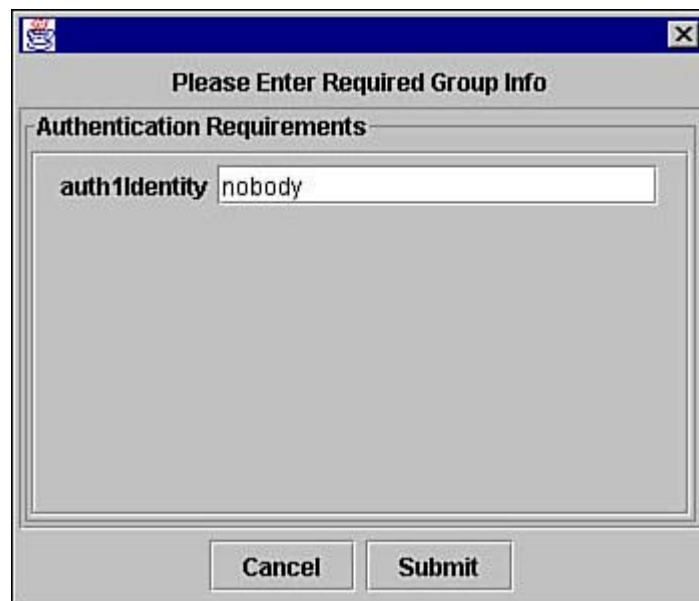 Please Enter Required Group Info
Authentication Requirements
auth1Identity nobody
Cancel Submit